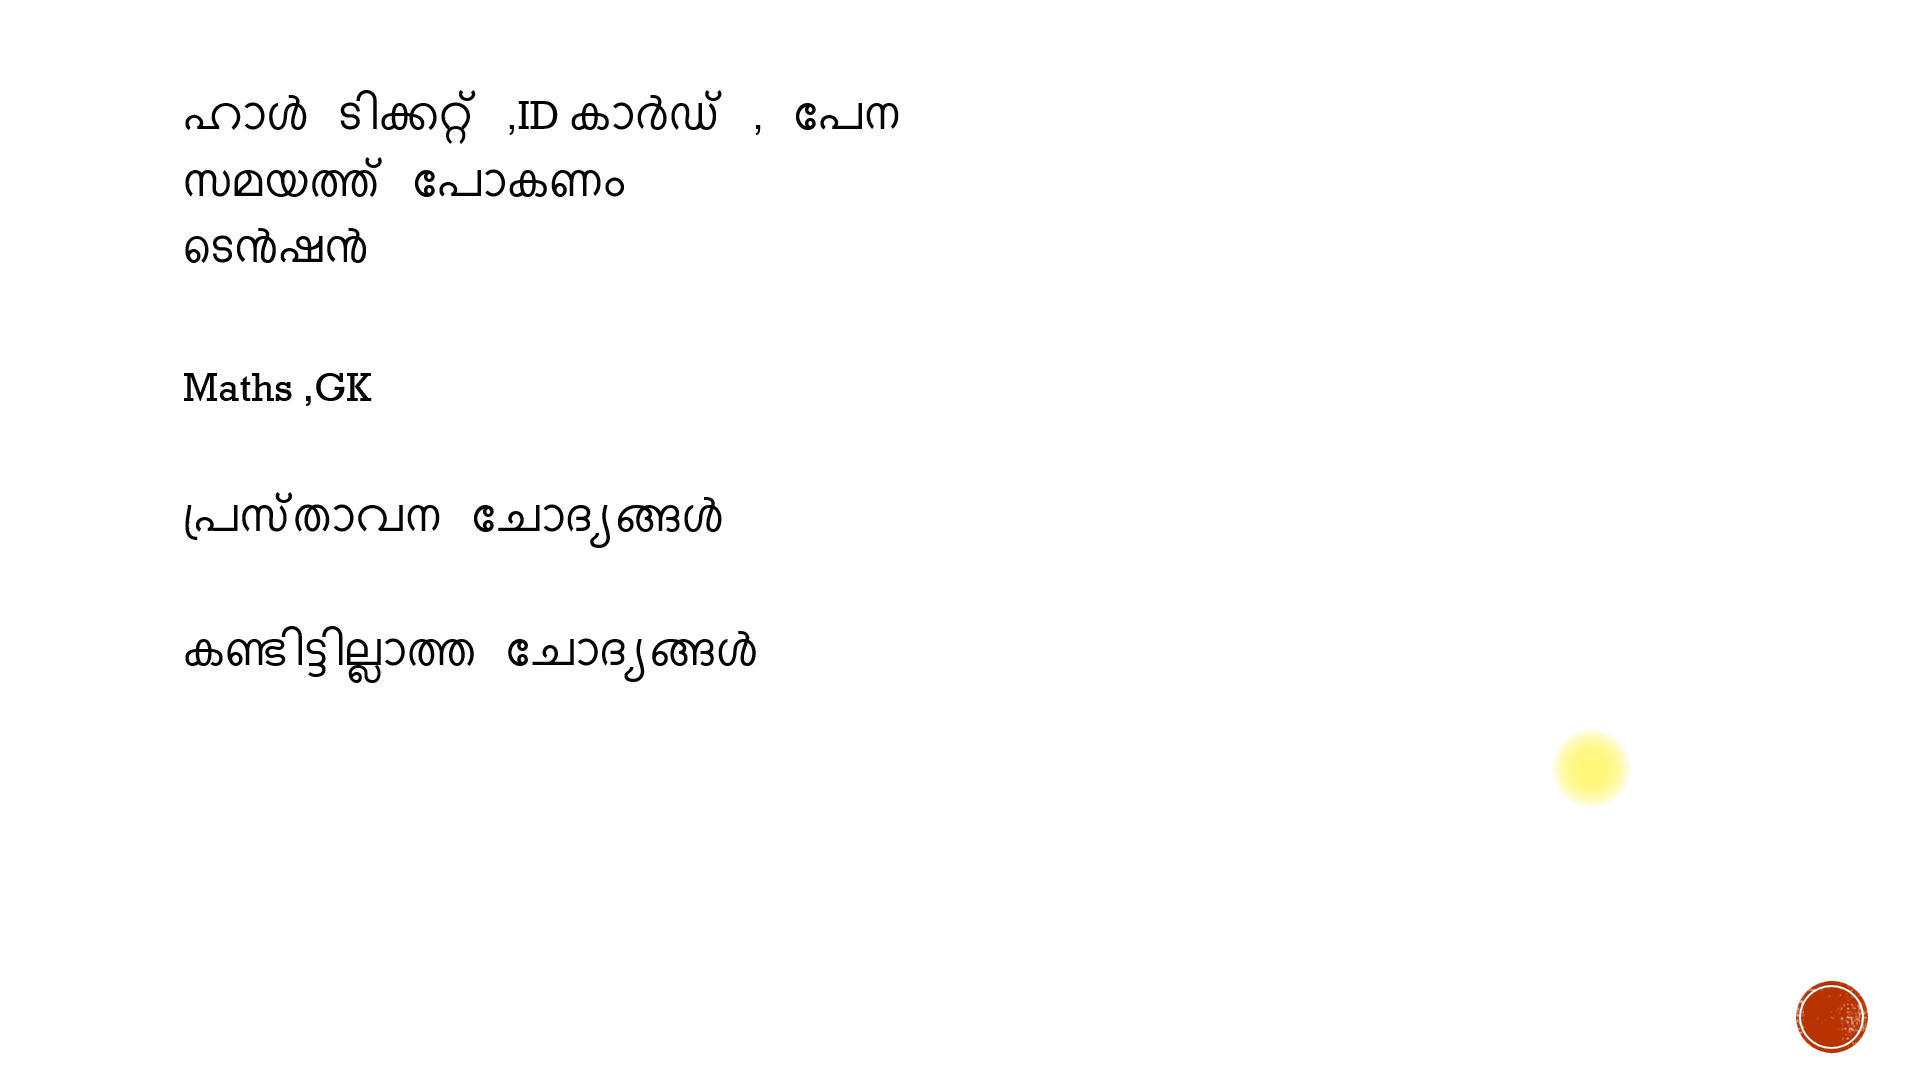 ഹാൾ ടിക്കറ്റ് ,ID കാർഡ് , പേന
സമയത്ത് പോകണം
ടെൻഷൻ
Maths ,GK
പ്രസ്താവന ചോദ്യങ്ങൾ
കണ്ടിട്ടില്ലാത്ത ചോദ്യങ്ങൾ